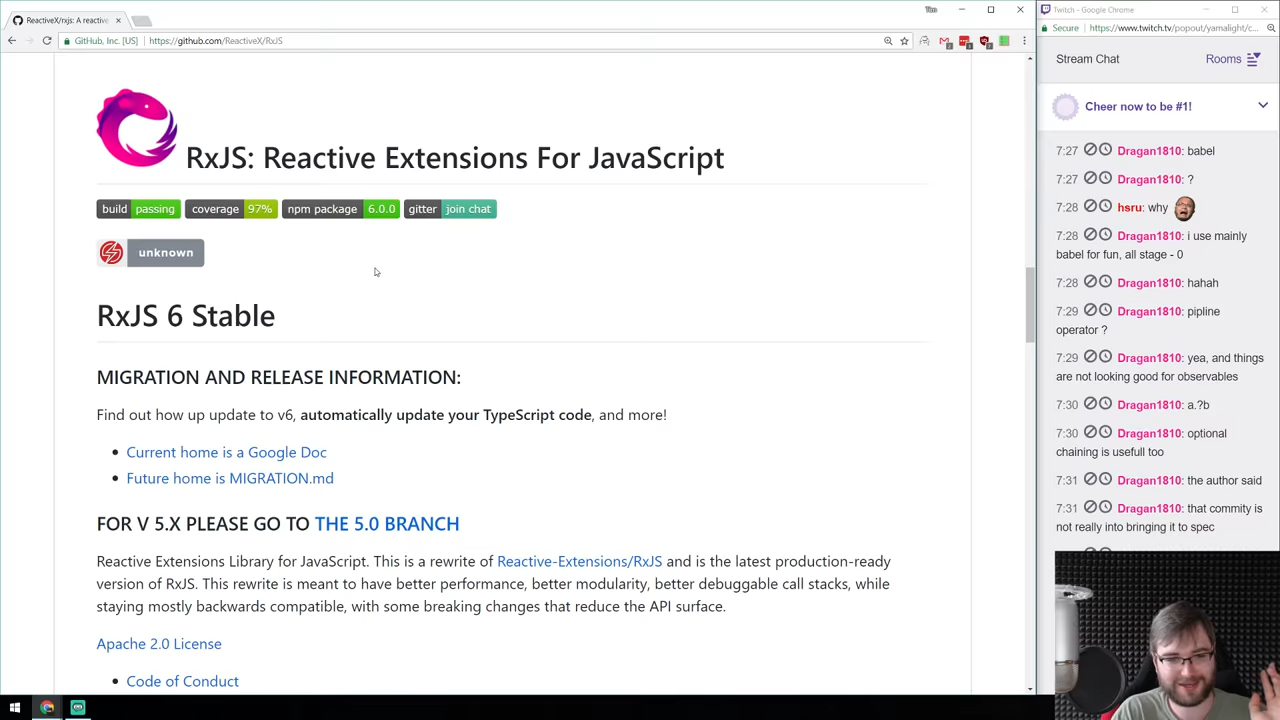 ReactiveX/rxjs: A reactive
Tim
GitHub, Inc. [US]
https://github.com/ReactiveX/RxJS
RxJS: Reactive Extensions For JavaScript
build passing
coverage 97%
npm package 6.0.0
gitter join chat
unknown
RxJS 6 Stable
MIGRATION AND RELEASE INFORMATION:
Find out how up update to v6, automatically update your TypeScript code, and more!
Current home is a Google Doc
Future home is MIGRATION.md
FOR V 5.X PLEASE GO TO THE 5.0 BRANCH
Reactive Extensions Library for JavaScript. This is a rewrite of Reactive-Extensions/RxJS and is the latest production-ready
version of RxJS. This rewrite is meant to have better performance, better modularity, better debuggable call stacks, while
staying mostly backwards compatible, with some breaking changes that reduce the API surface.
Apache 2.0 License
Code of Conduct
Twitch - Google Chrome
Secure
https://www.twitch.tv/popout/yamalight/c...
Stream Chat
Rooms
Cheer now to be #1!
7:27 Dragan1810: babel
7:27 Dragan1810: ?
7:28 hsru: why
7:28 Dragan1810: i use mainly
babel for fun, all stage - 0
7:28 Dragan1810: hahah
7:29 Dragan1810: pipline
operator ?
7:29 Dragan1810: yea, and things
are not looking good for observables
7:30 Dragan1810: a.?b
7:30 Dragan1810: optional
chaining is usefull too
7:31 Dragan1810: the author said
7:31 Dragan1810: that commity is
not really into bringing it to spec